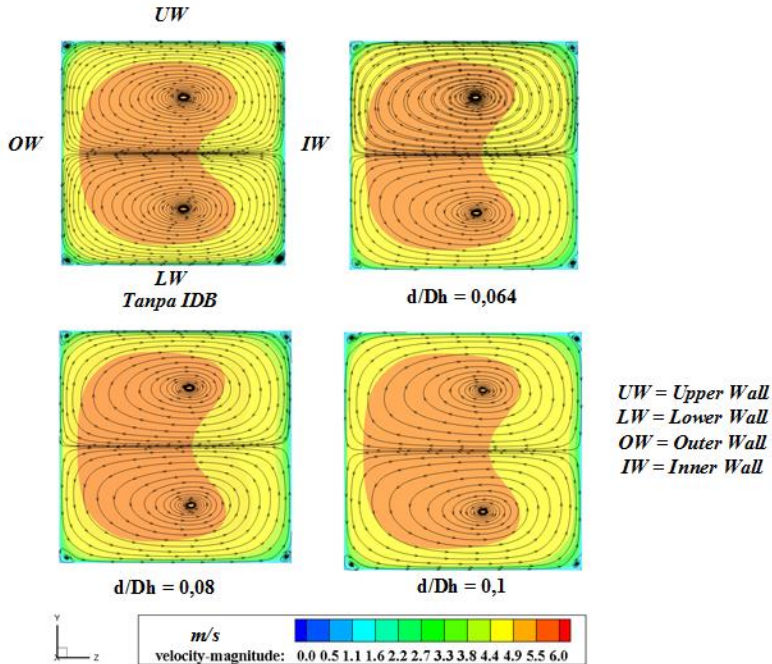 UW
OW
IW
LW
Tanpa IDB
d/Dh = 0,064
d/Dh = 0,08
d/Dh = 0,1
UW = Upper Wall
LW = Lower Wall
OW = Outer Wall
IW = Inner Wall
Y
X Z
m/s
velocity-magnitude: 0.0 0.5 1.1 1.6 2.2 2.7 3.3 3.8 4.4 4.9 5.5 6.0